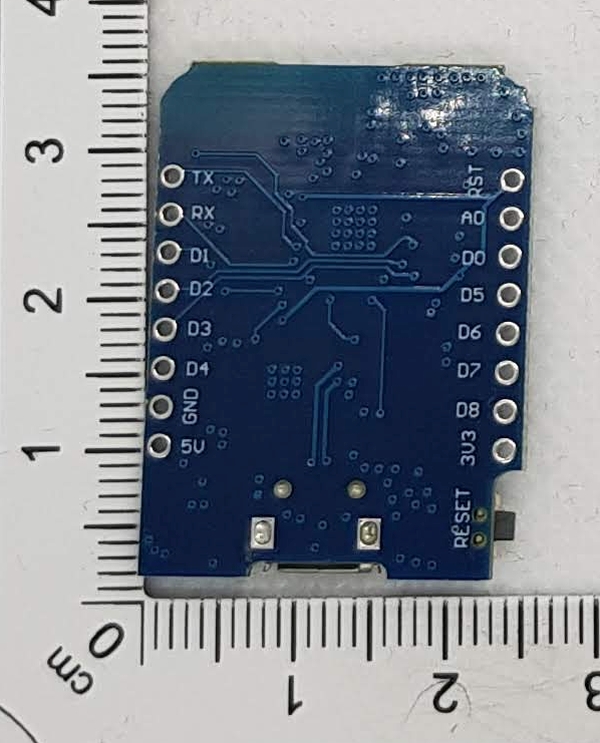 4
3
2
1
0
cm
TX
RX
D1
D2
D3
D4
GND
5V
RST
A0
D0
D5
D6
D7
D8
3V3
RESET
1
2
3